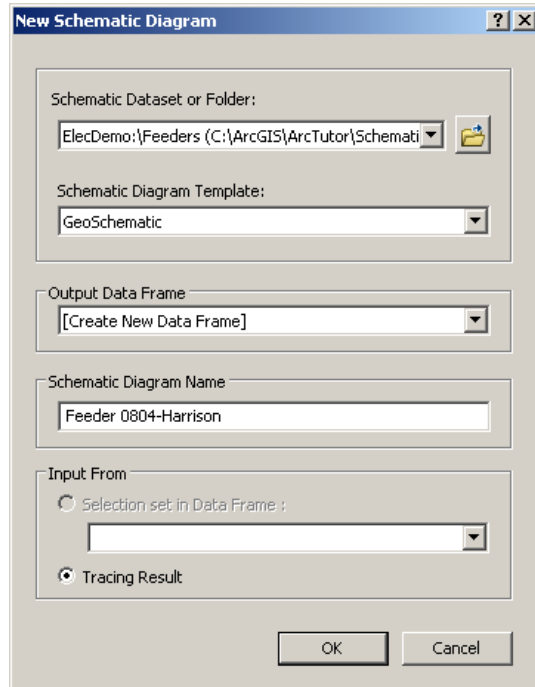 New Schematic Diagram
Schematic Dataset or Folder:
ElecDemo:\Feeders (C:\ArcGIS\ArcTutor\Schemati
Schematic Diagram Template:
GeoSchematic
Output Data Frame
[Create New Data Frame]
Schematic Diagram Name
Feeder 0804-Harrison
Input From
Selection set in Data Frame :
Tracing Result
OK Cancel